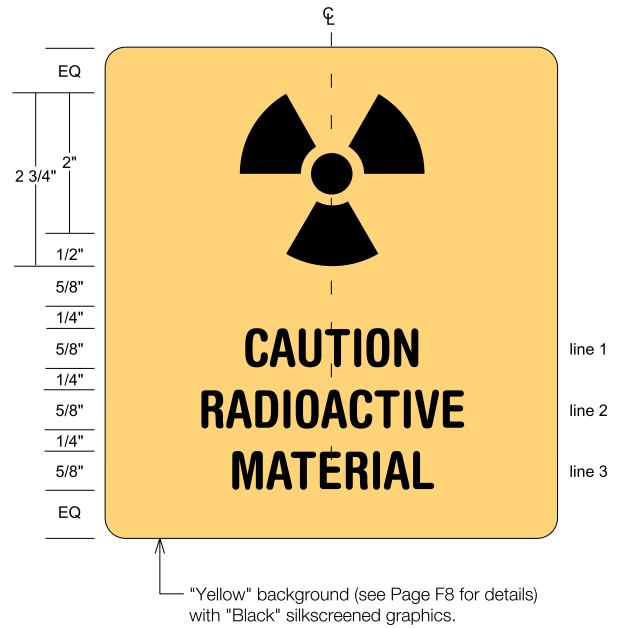 ℄
EQ
2"
2 3/4"
1/2"
5/8"
1/4"
5/8"
1/4"
5/8"
1/4"
5/8"
EQ
CAUTION
line 1
RADIOACTIVE
line 2
MATERIAL
line 3
"Yellow" background (see Page F8 for details)
with "Black" silkscreened graphics.